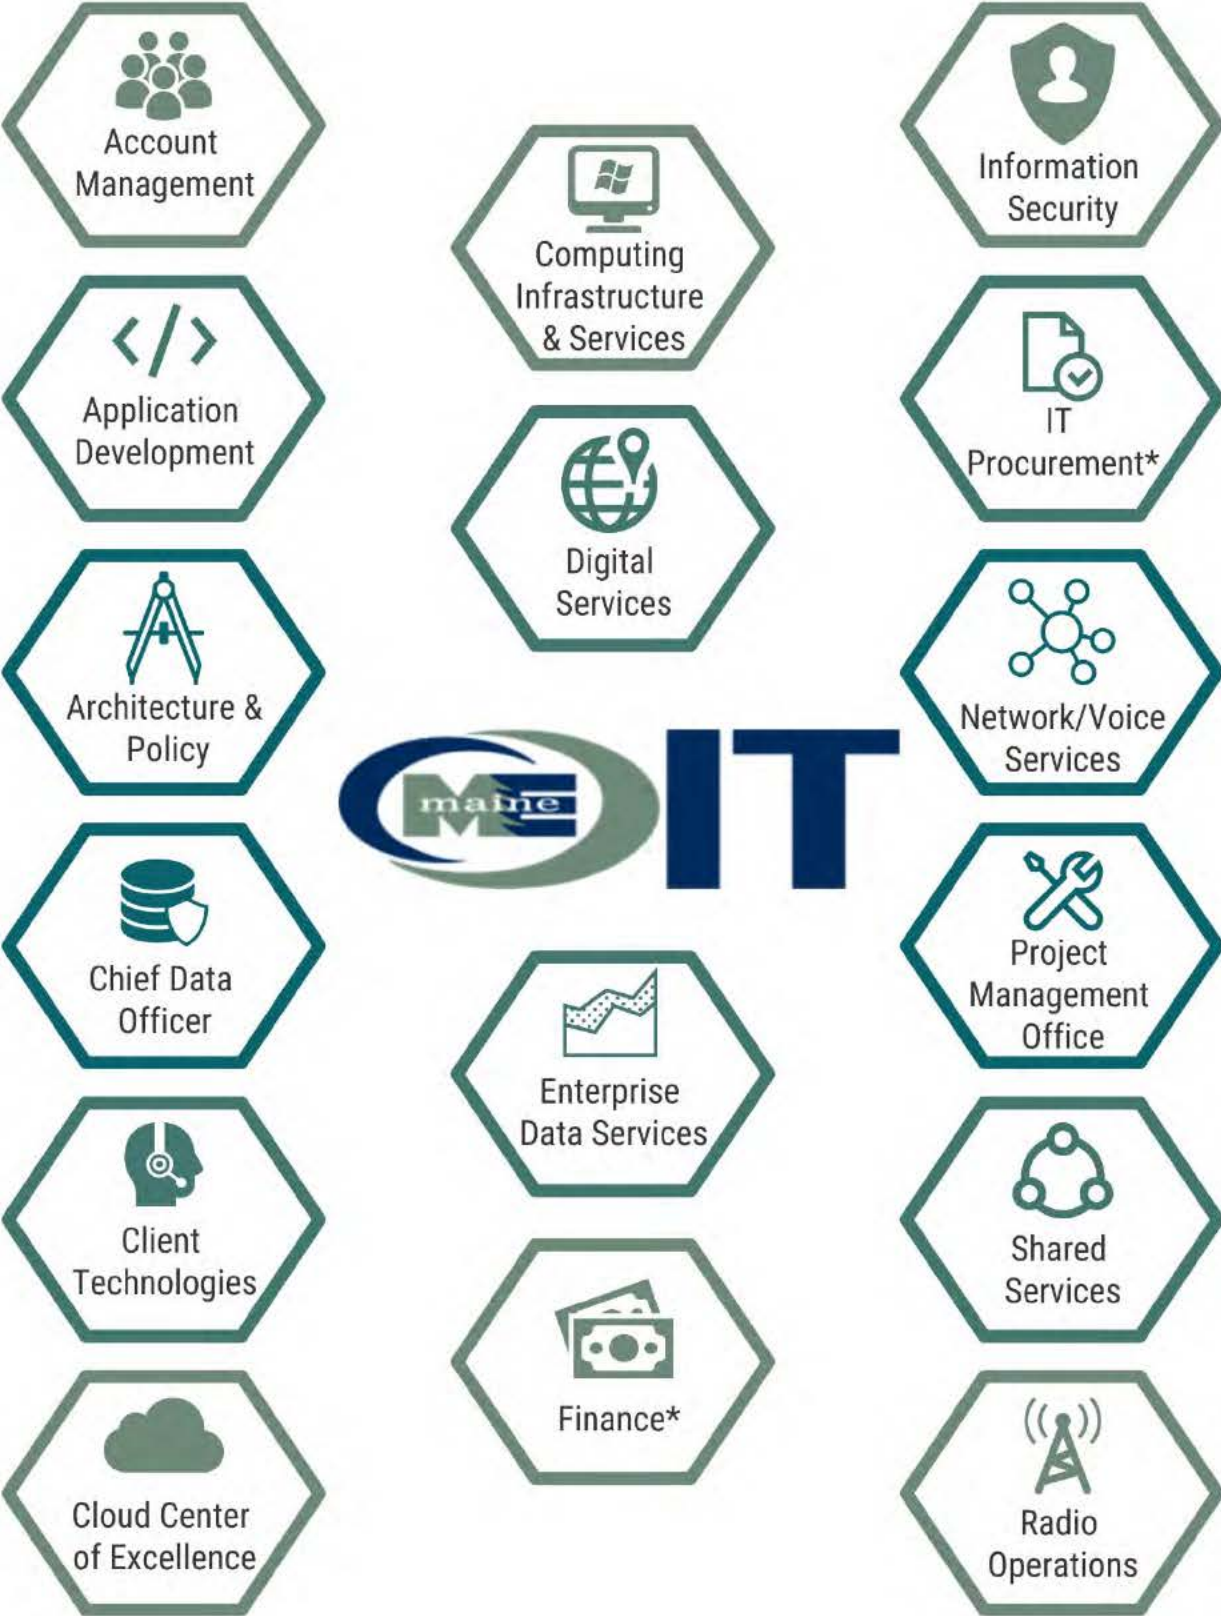 Account
Management
Application
Development
Architecture &
Policy
Chief Data
Officer
Client
Technologies
Cloud Center
of Excellence
Computing
Infrastructure
& Services
Digital
Services
ME
maine
IT
Enterprise
Data Services
Finance*
Information
Security
IT
Procurement*
Network/Voice
Services
Project
Management
Office
Shared
Services
Radio
Operations